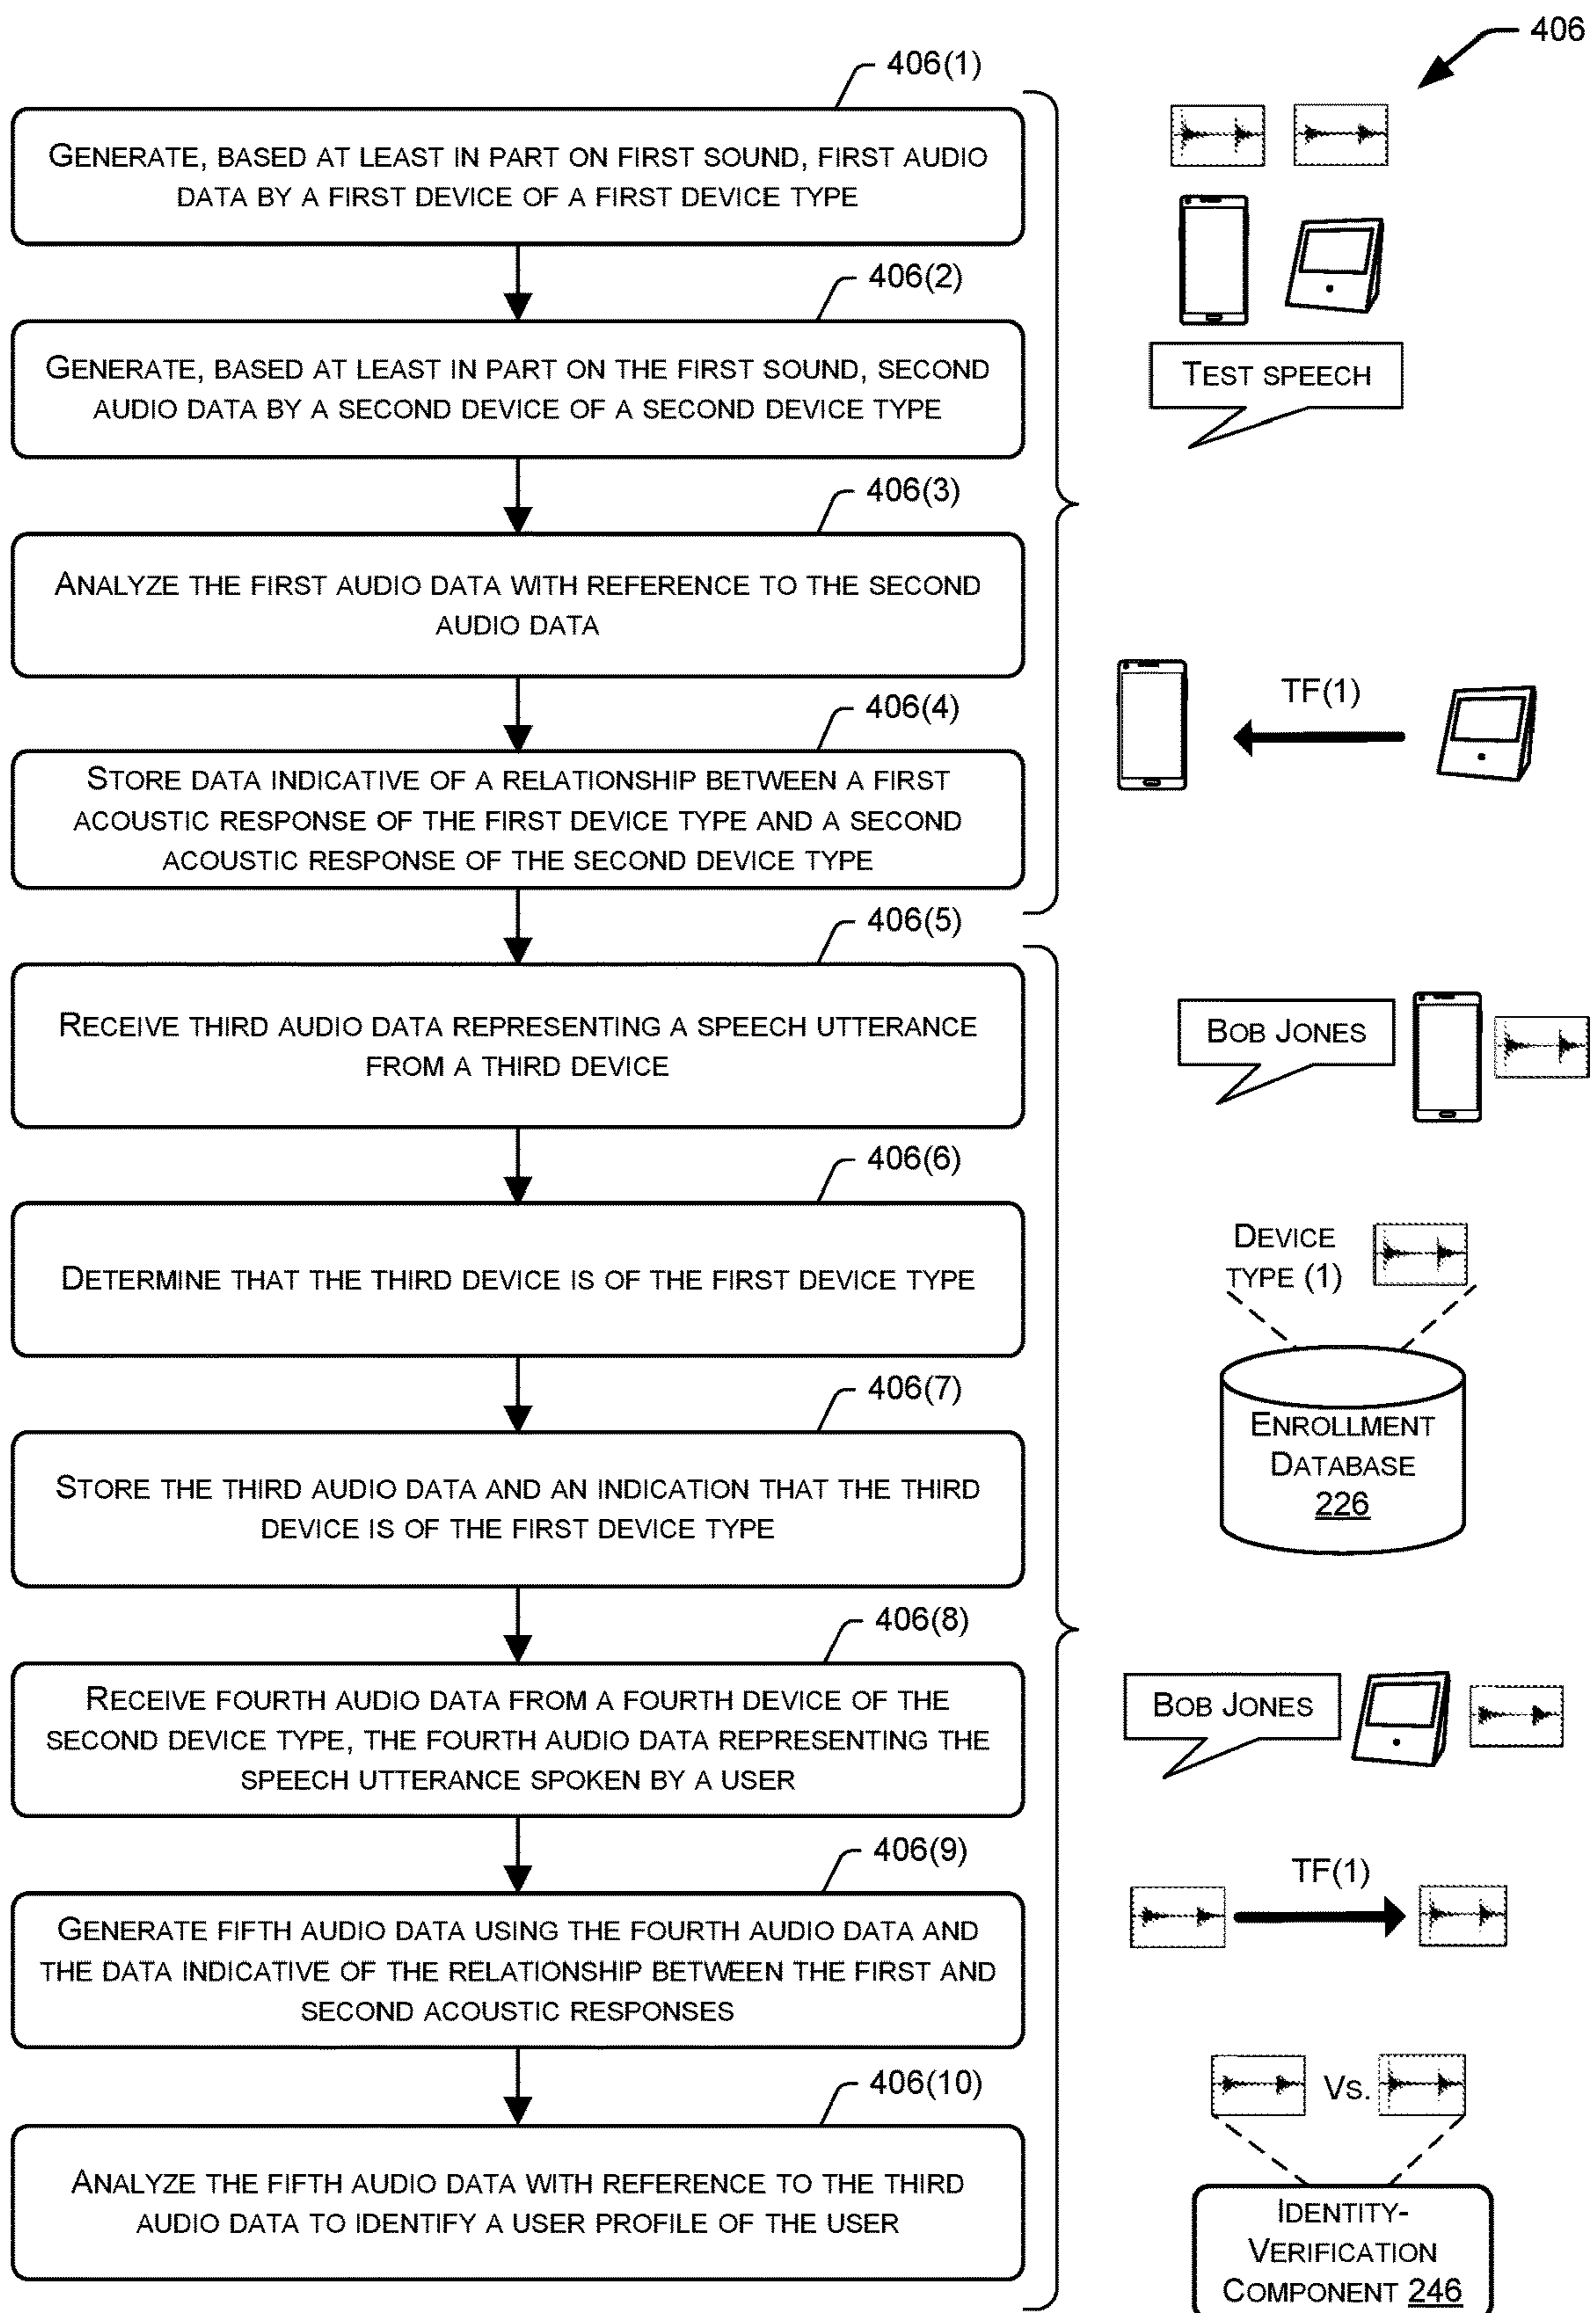 406
406(1)
GENERATE, BASED AT LEAST IN PART ON FIRST SOUND, FIRST AUDIO
DATA BY A FIRST DEVICE OF A FIRST DEVICE TYPE
406(2)
GENERATE, BASED AT LEAST IN PART ON THE FIRST SOUND, SECOND
AUDIO DATA BY A SECOND DEVICE OF A SECOND DEVICE TYPE
TEST SPEECH
406(3)
ANALYZE THE FIRST AUDIO DATA WITH REFERENCE TO THE SECOND
AUDIO DATA
TF(1)
406(4)
STORE DATA INDICATIVE OF A RELATIONSHIP BETWEEN A FIRST
ACOUSTIC RESPONSE OF THE FIRST DEVICE TYPE AND A SECOND
ACOUSTIC RESPONSE OF THE SECOND DEVICE TYPE
406(5)
RECEIVE THIRD AUDIO DATA REPRESENTING A SPEECH UTTERANCE
FROM A THIRD DEVICE
BOB JONES
406(6)
DETERMINE THAT THE THIRD DEVICE IS OF THE FIRST DEVICE TYPE
DEVICE
TYPE (1)
406(7)
STORE THE THIRD AUDIO DATA AND AN INDICATION THAT THE THIRD
DEVICE IS OF THE FIRST DEVICE TYPE
ENROLLMENT
DATABASE
226
406(8)
RECEIVE FOURTH AUDIO DATA FROM A FOURTH DEVICE OF THE
SECOND DEVICE TYPE, THE FOURTH AUDIO DATA REPRESENTING THE
SPEECH UTTERANCE SPOKEN BY A USER
BOB JONES
406(9)
GENERATE FIFTH AUDIO DATA USING THE FOURTH AUDIO DATA AND
THE DATA INDICATIVE OF THE RELATIONSHIP BETWEEN THE FIRST AND
SECOND ACOUSTIC RESPONSES
TF(1)
406(10)
ANALYZE THE FIFTH AUDIO DATA WITH REFERENCE TO THE THIRD
AUDIO DATA TO IDENTIFY A USER PROFILE OF THE USER
VS.
IDENTITY-
VERIFICATION
COMPONENT 246